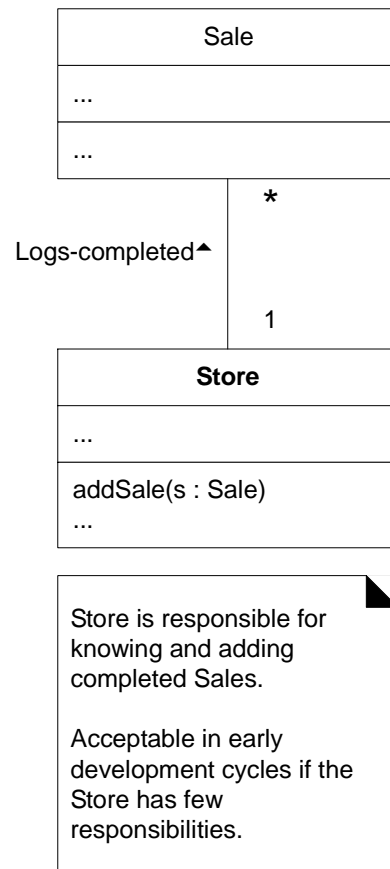 Sale
...
...
*
Logs-completed
1
Store
...
addSale(s : Sale)
...
Store is responsible for
knowing and adding
completed Sales.
Acceptable in early
development cycles if the
Store has few
responsibilities.